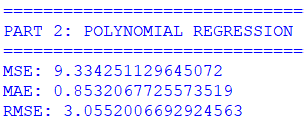 ==============================
PART 2: POLYNOMIAL REGRESSION
==============================
MSE: 9.334251129645072
MAE: 0.8532067725573519
RMSE: 3.0552006692924563